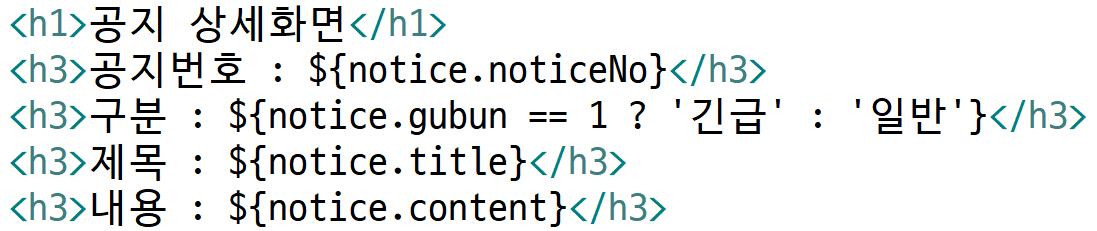 <h1>공지 상세화면</h1>
<h3>공지번호 : ${notice.noticeNo}</h3>
<h3>구분 : ${notice.gubun == 1 ? '긴급' : '일반'}</h3>
<h3>제목 : ${notice.title}</h3>
<h3>내용 : ${notice.content}</h3>